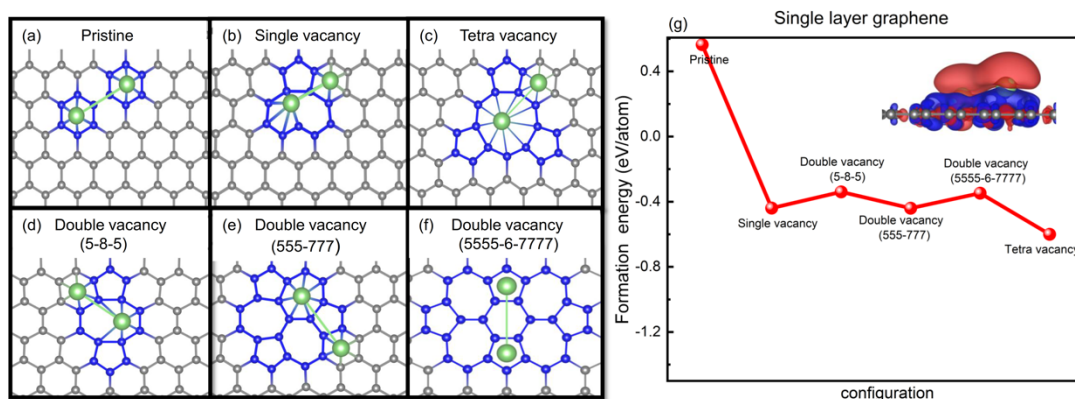 (a) Pristine
(b) Single vacancy
(c) Tetra vacancy
(d) Double vacancy
(5-8-5)
(e) Double vacancy
(555-777)
(f) Double vacancy
(5555-6-7777)
(g) Single layer graphene
Formation energy (eV/atom)
0.4
0.0
-0.4
-0.8
-1.2
Pristine
Single vacancy
Double vacancy
(5-8-5)
Double vacancy
(555-777)
Double vacancy
(5555-6-7777)
Tetra vacancy
configuration